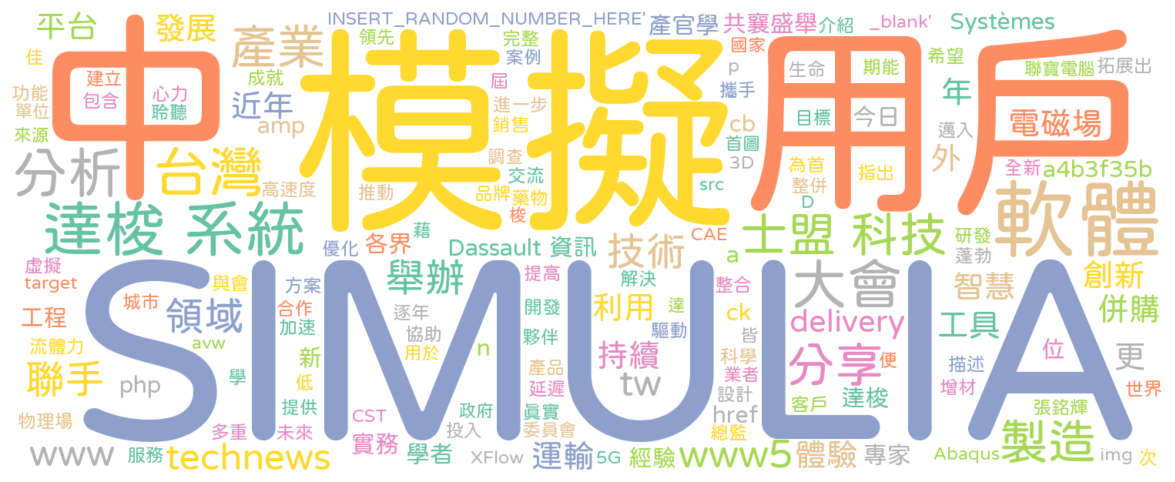 INSERT_RANDOM_NUMBER_HERE'
產官學
共襄盛舉
介紹
_blank'
Systèmes
平台
發展
產業
領先
完整
案例
國家
希望
聯寶電腦
拓展出
佳
建立
心力
成就
屆
進一步
攜手
p
生命
期能
年
功能
包含
聆聽
近年
銷售
cb
目標
今日
邁入
電磁場
單位
來源
amp
調查
首圖
外
中
模擬
用戶
分析
台灣
高速度
推動
交流
3D
為首
指出
全新
a4b3f35b
品牌
藥物
src
整併
D
梭
軟體
達梭
系統
優化
各界
藉
Dassault
資訊
技術
CAE
士盟
科技
研發
蓬勃
a
虛擬
target
與會
方案
舉辦
提高
解決
整合
大會
智慧
創新
SIMULIA
城市
領域
合作
加速
逐年
開發
利用
達
ck
delivery
工具
併購
工程
協助
夥伴
驅動
皆
流體力
avw
新
用於
n
產品
持續
科學
分享
便
位
更
聯手
php
學
低
延遲
tw
業者
設計
描述
增材
世界
物理場
提供
CST
政府
真實
href
客戶
達梭
張銘輝
多重
未來
實務
投入
委員會
總監
製造
www
服務
technews
學者
XFlow
運輸
5G
經驗
www5
體驗
專家
Abaqus
img
次